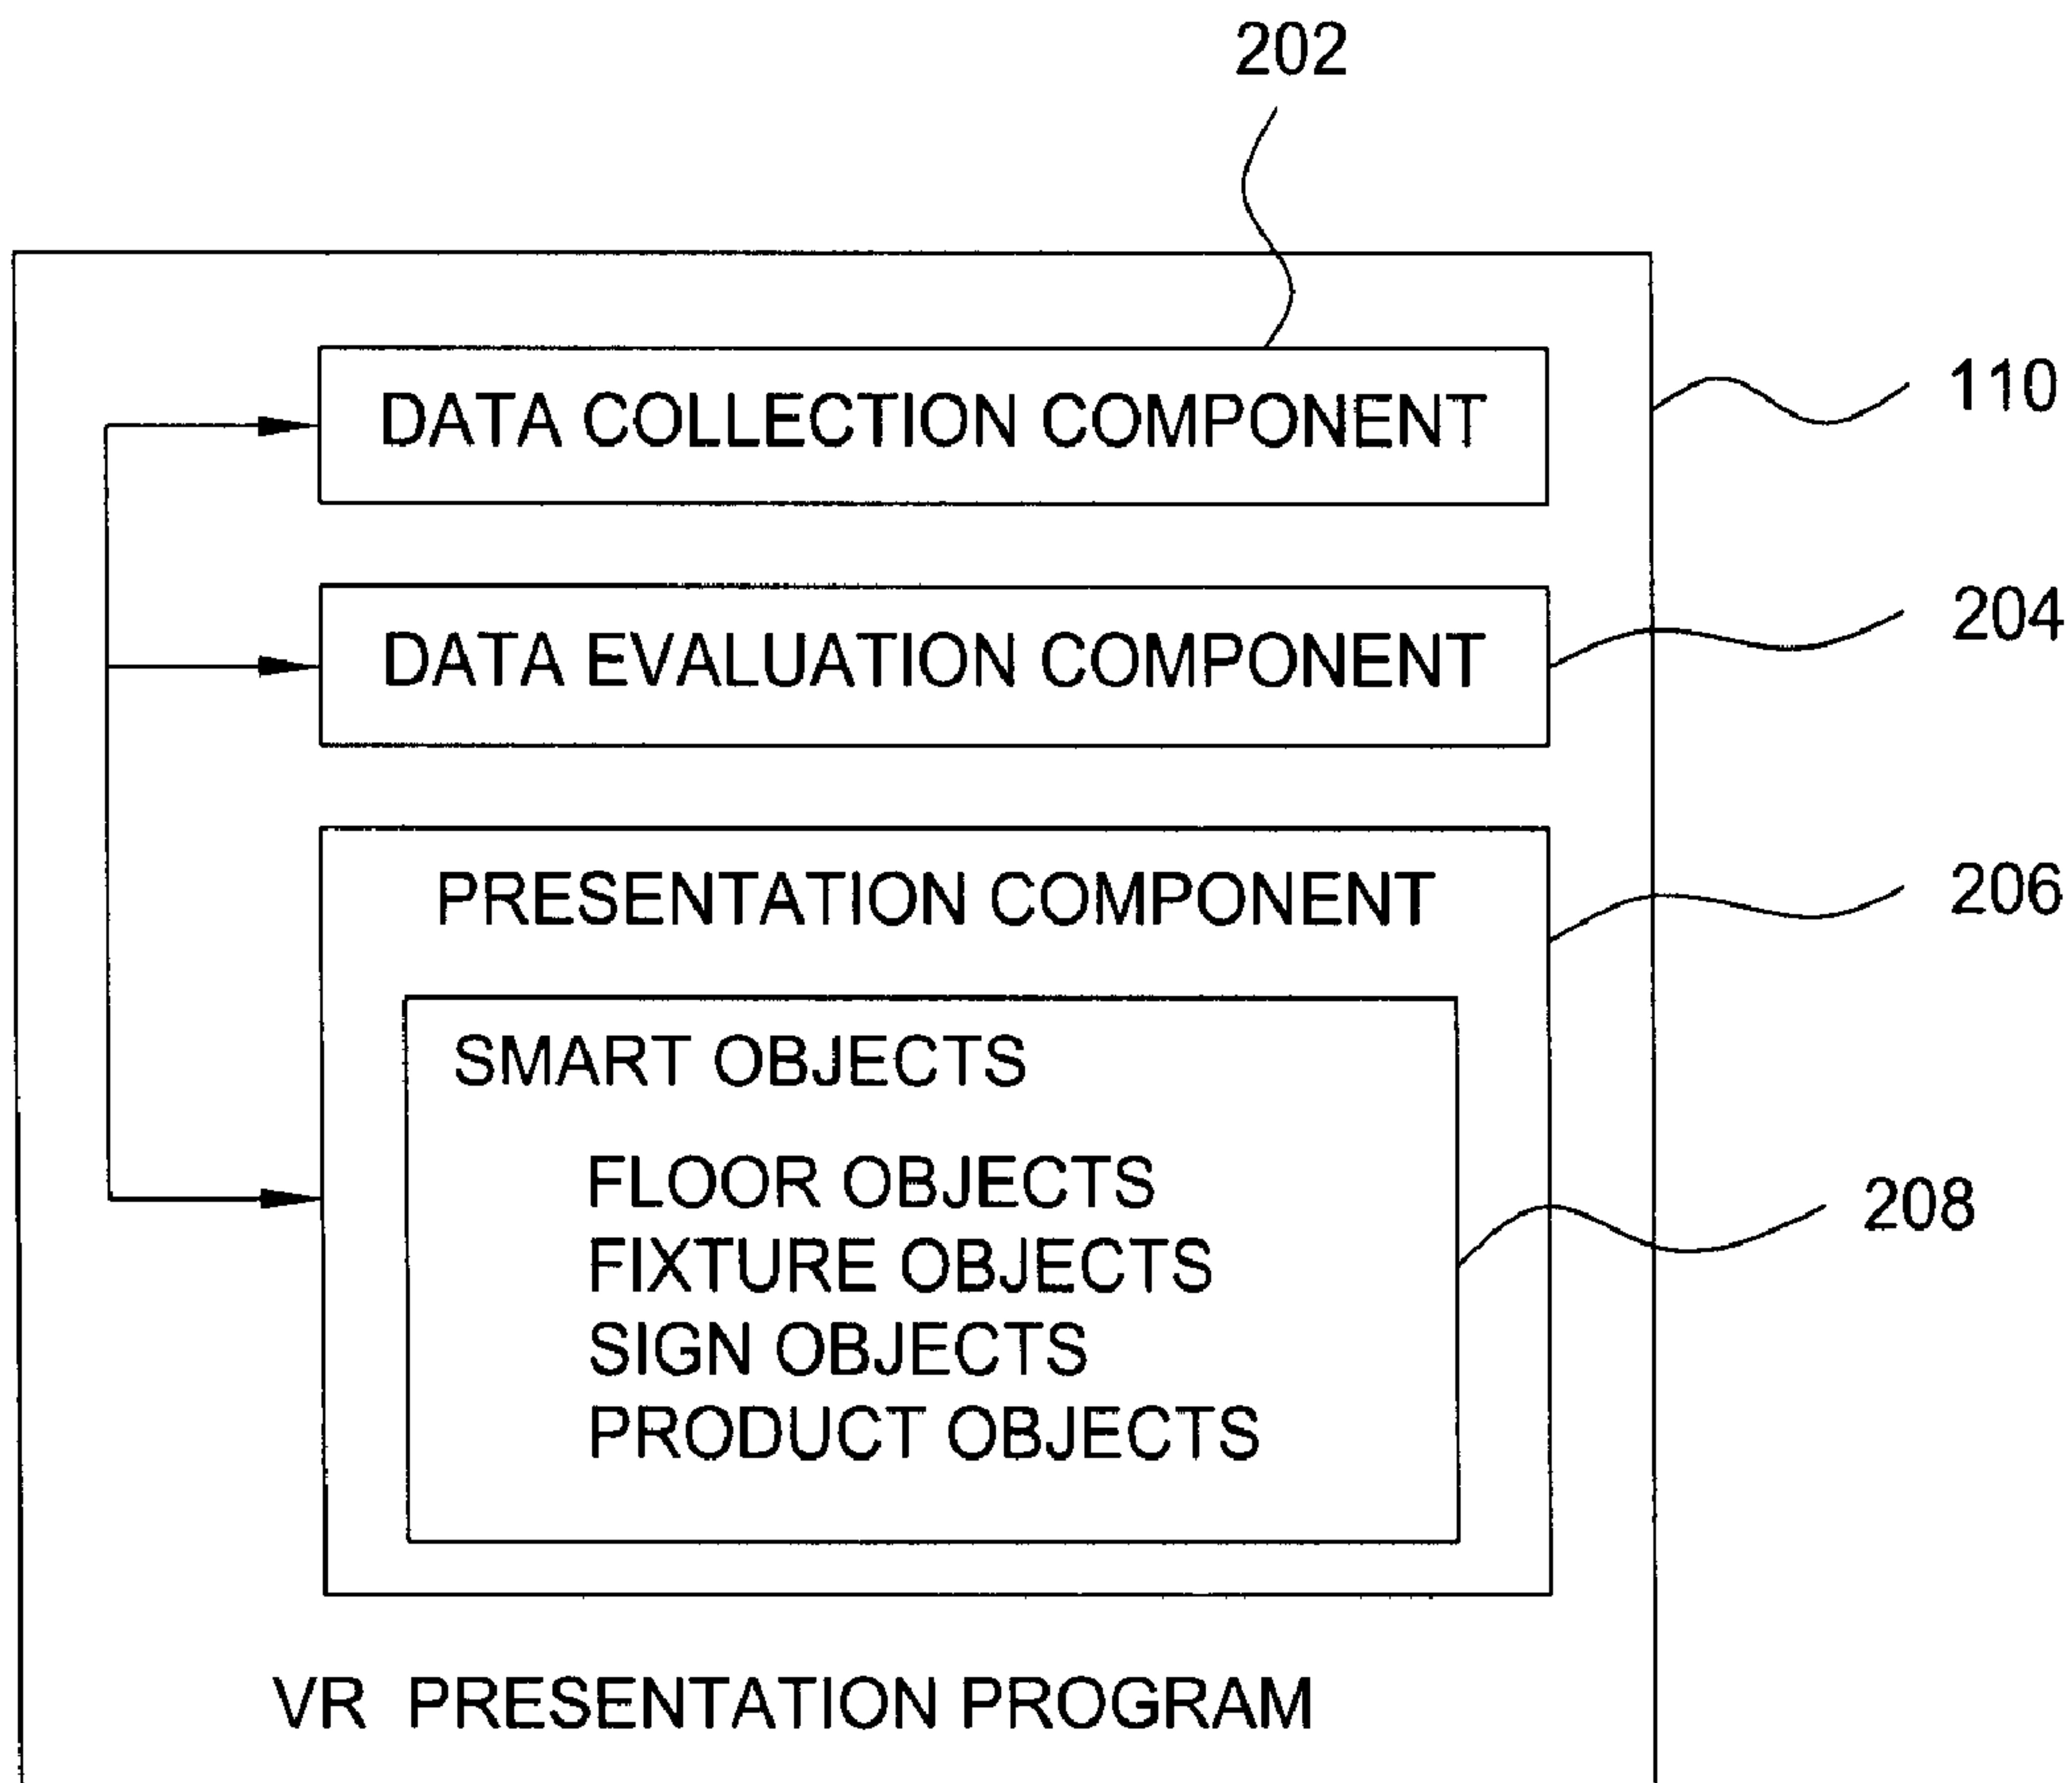 202
DATA COLLECTION COMPONENT
110
DATA EVALUATION COMPONENT
204
PRESENTATION COMPONENT
206
SMART OBJECTS
FLOOR OBJECTS
FIXTURE OBJECTS
SIGN OBJECTS
PRODUCT OBJECTS
208
VR PRESENTATION PROGRAM